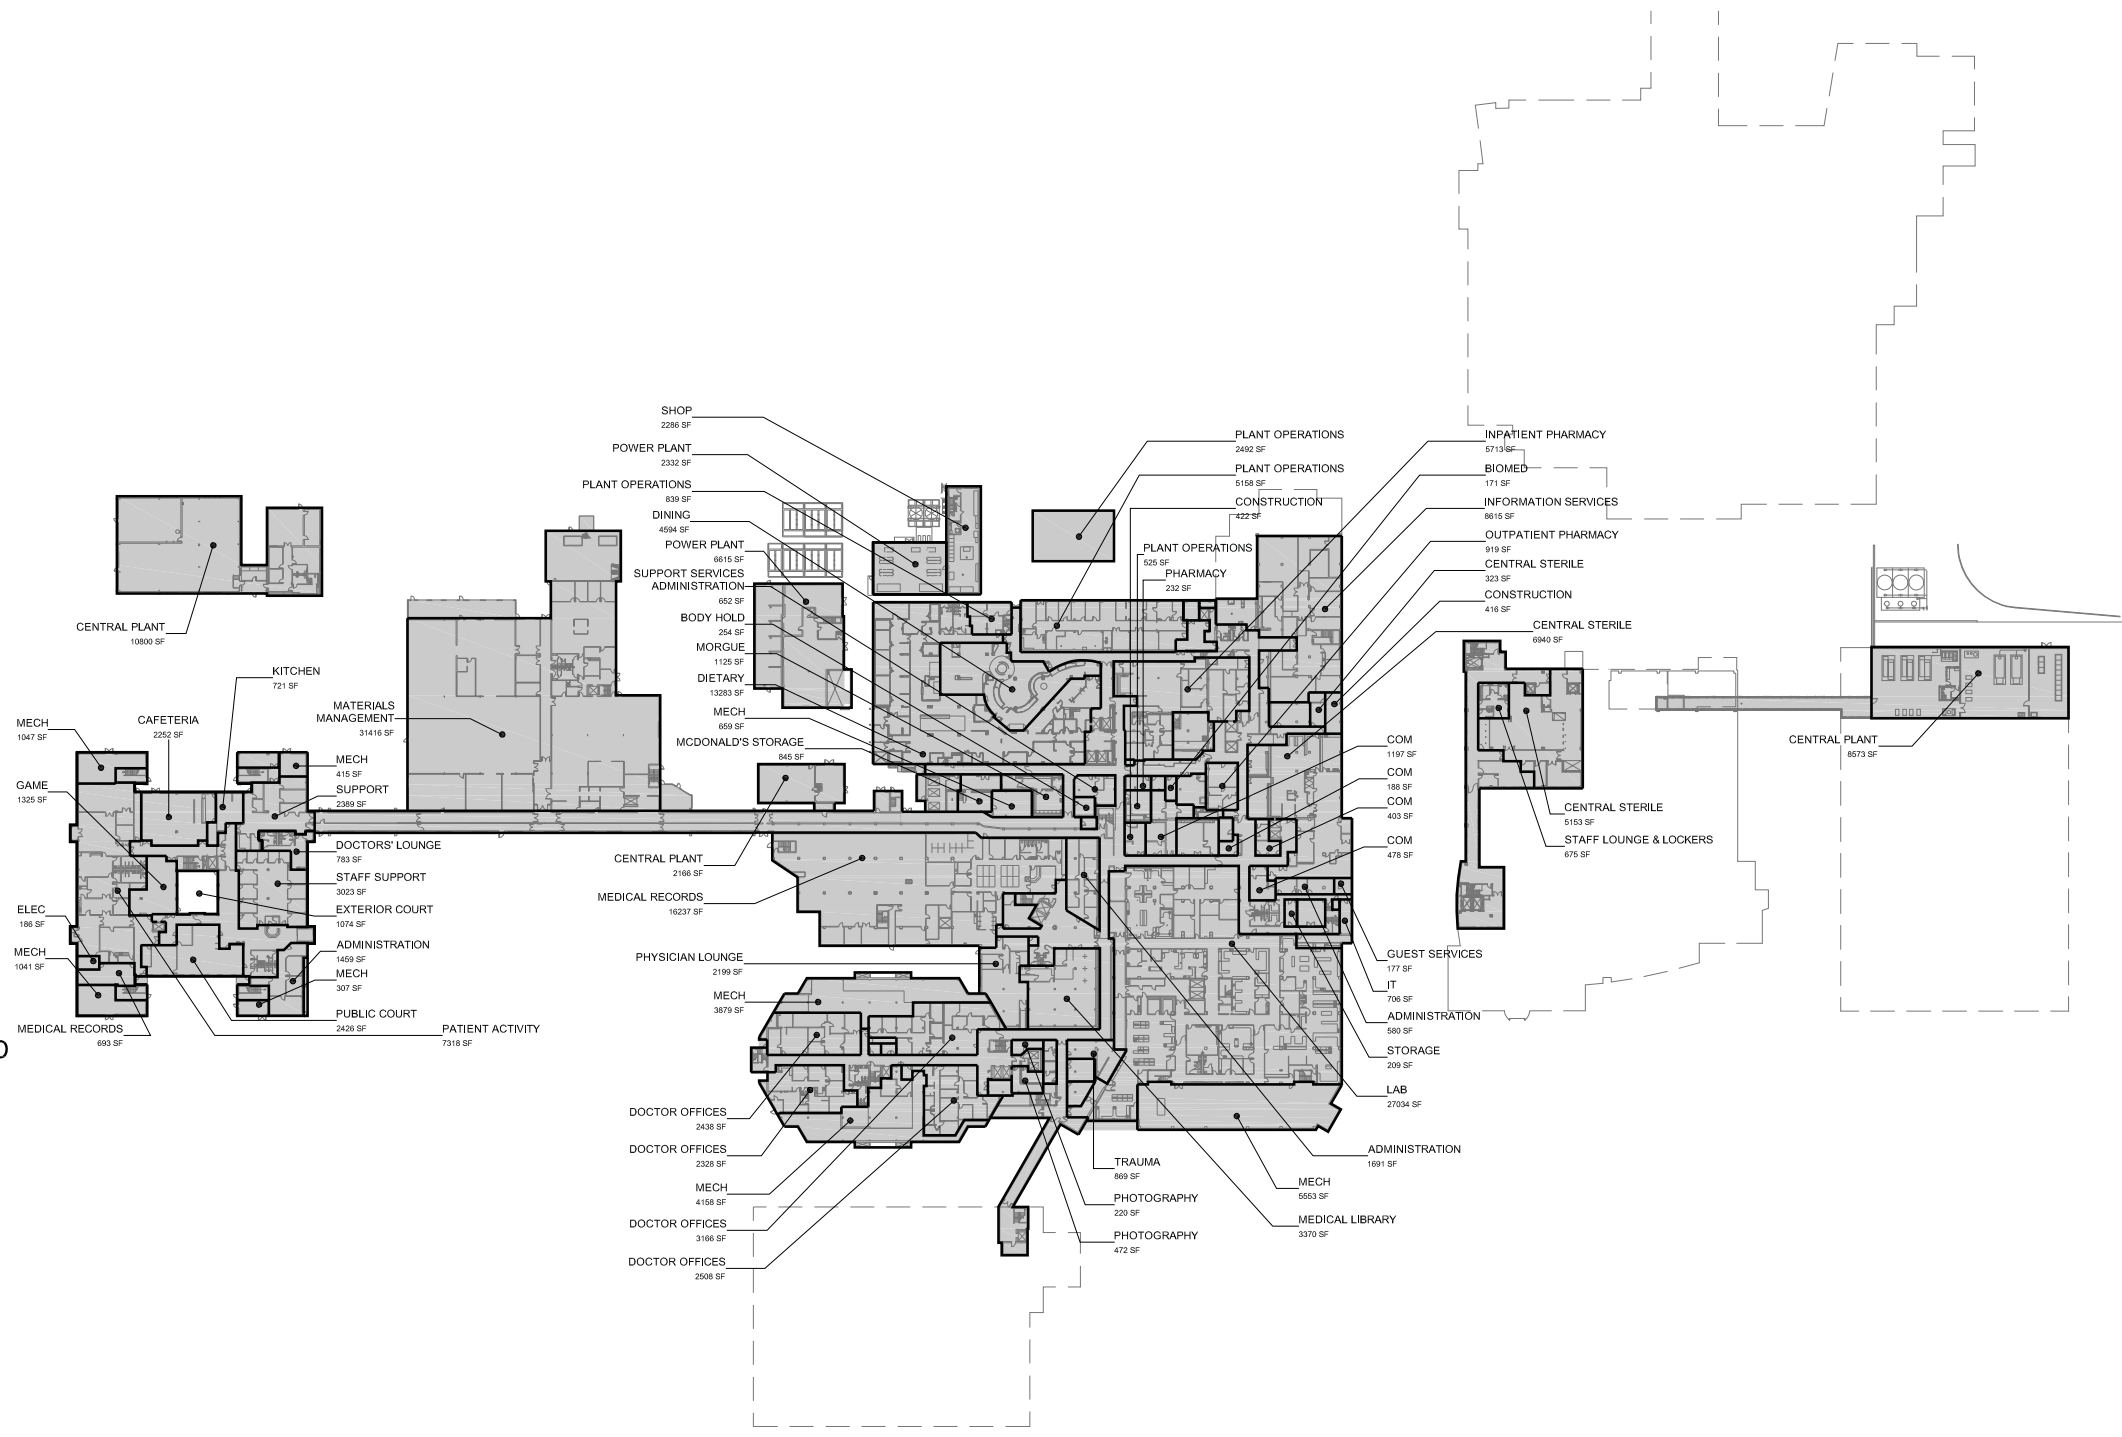 SHOP
2286 SF
POWER PLANT
2332 SF
PLANT OPERATIONS
839 SF
DINING
4594 SF
POWER PLANT
6615 SF
SUPPORT SERVICES
ADMINISTRATION
652 SF
BODY HOLD
254 SF
MORGUE
1125 SF
DIETARY
13283 SF
MECH
659 SF
MCDONALD'S STORAGE
845 SF
PLANT OPERATIONS
2492 SF
PLANT OPERATIONS
5158 SF
CONSTRUCTION
422 SF
PLANT OPERATIONS
525 SF
PHARMACY
232 SF
INPATIENT PHARMACY
5713 SF
BIOMED
171 SF
INFORMATION SERVICES
8615 SF
OUTPATIENT PHARMACY
919 SF
CENTRAL STERILE
323 SF
CONSTRUCTION
416 SF
CENTRAL STERILE
6940 SF
CENTRAL PLANT
10800 SF
KITCHEN
721 SF
CAFETERIA
2252 SF
MATERIALS
MANAGEMENT
31416 SF
MECH
1047 SF
GAME
1325 SF
ELEC
186 SF
MECH
1041 SF
MEDICAL RECORDS
693 SF
MECH
415 SF
SUPPORT
2389 SF
DOCTORS' LOUNGE
783 SF
STAFF SUPPORT
3023 SF
EXTERIOR COURT
1074 SF
ADMINISTRATION
1459 SF
MECH
307 SF
PUBLIC COURT
2426 SF
PATIENT ACTIVITY
7318 SF
CENTRAL PLANT
2166 SF
MEDICAL RECORDS
16237 SF
PHYSICIAN LOUNGE
2199 SF
MECH
3879 SF
DOCTOR OFFICES
2438 SF
DOCTOR OFFICES
2328 SF
MECH
4158 SF
DOCTOR OFFICES
3166 SF
DOCTOR OFFICES
2508 SF
COM
1197 SF
COM
188 SF
COM
403 SF
COM
478 SF
GUEST SERVICES
177 SF
IT
706 SF
ADMINISTRATION
580 SF
STORAGE
209 SF
LAB
27034 SF
ADMINISTRATION
1691 SF
MECH
5553 SF
MEDICAL LIBRARY
3370 SF
TRAUMA
869 SF
PHOTOGRAPHY
220 SF
PHOTOGRAPHY
472 SF
CENTRAL STERILE
5153 SF
STAFF LOUNGE & LOCKERS
675 SF
CENTRAL PLANT
8573 SF